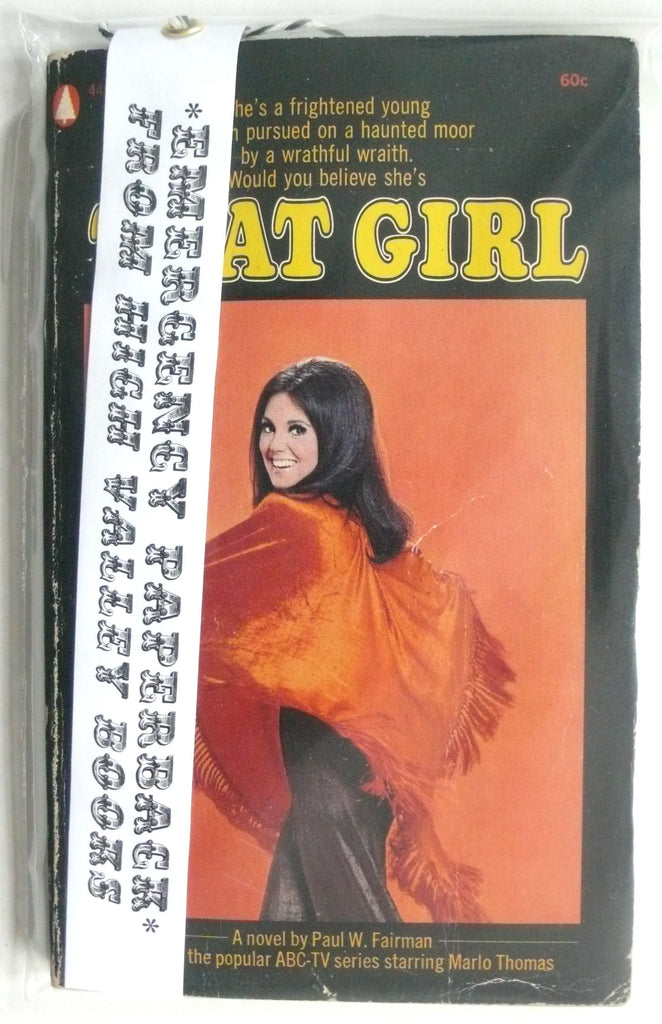 60c
he's a frightened young
pursued on a haunted moor
by a wrathful wraith.
Would you believe she's
AT GIRL
*EMERGENCY PAPERBACK*
FROM HIGH VALLEY BOOKS
A novel by Paul W. Fairman
the popular ABC-TV series starring Marlo Thomas